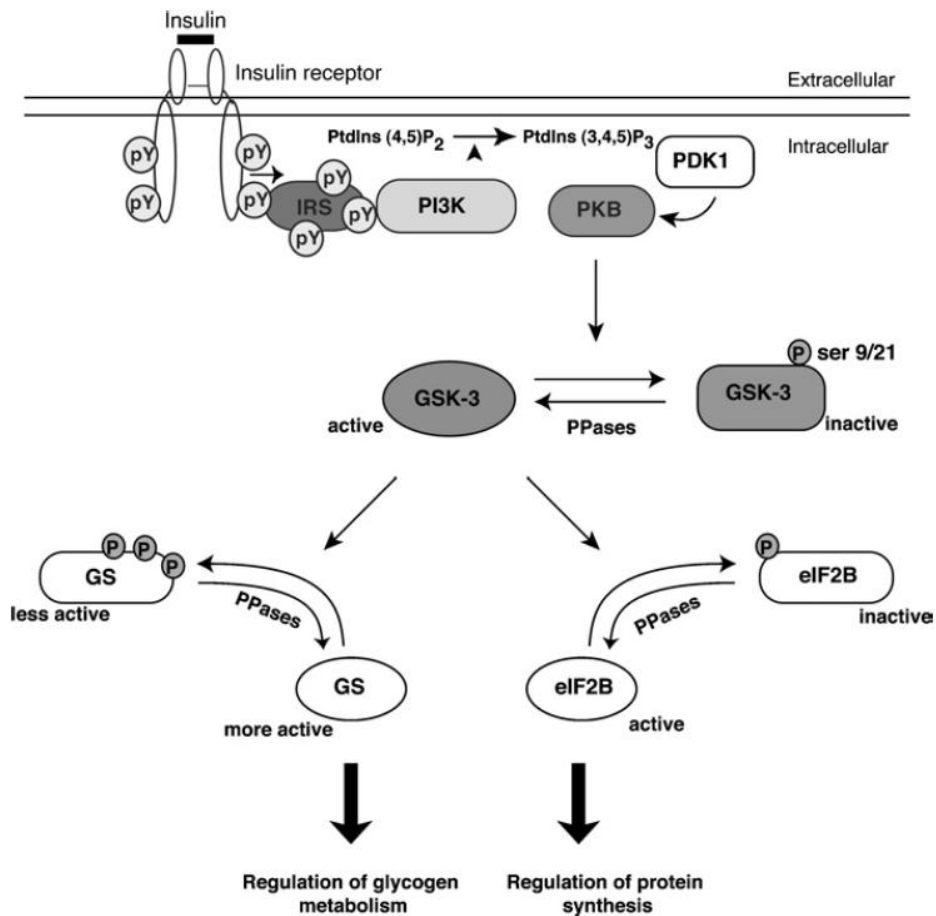 Insulin
Insulin receptor
Extracellular
PtdIns (4,5)P2
PtdIns (3,4,5)P3
Intracellular
PDK1
pY
pY
pY
pY
pY
pY
pY
IRS
PI3K
PKB
P
ser 9/21
GSK-3
GSK-3
active
PPases
inactive
P
P
P
GS
less active
PPases
P
eIF2B
inactive
PPases
GS
more active
eIF2B
active
Regulation of glycogen
metabolism
Regulation of protein
synthesis